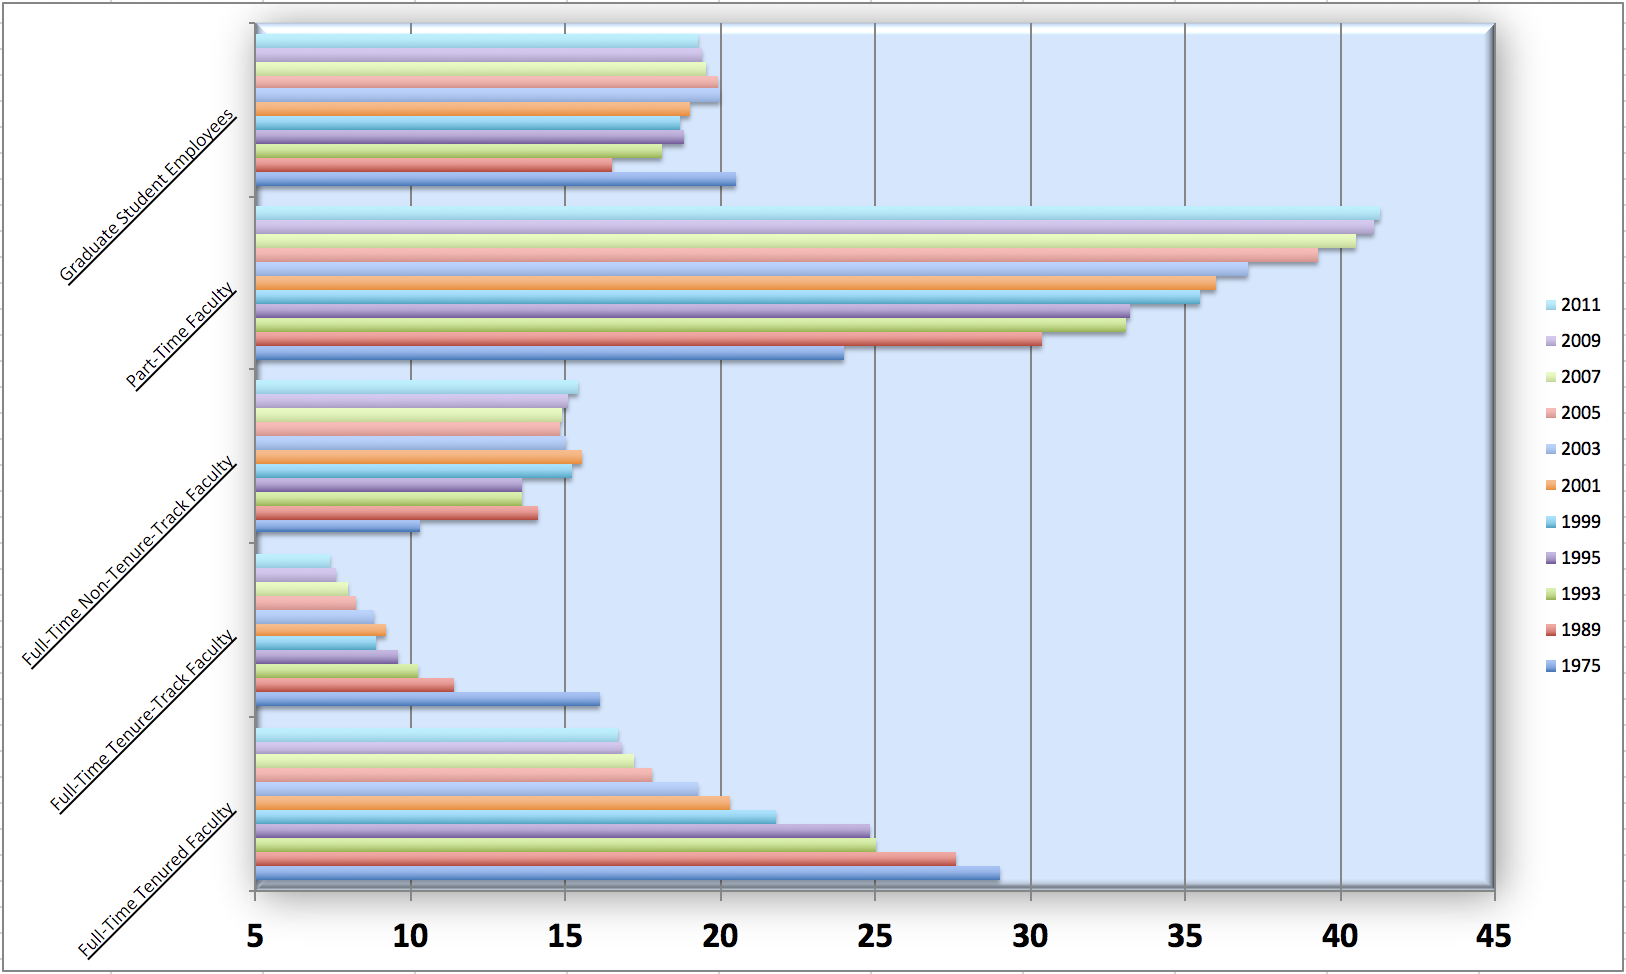 Graduate Student Employees
Part-Time Faculty
Full-Time Non-Tenure-Track Faculty
Full-Time Tenure-Track Faculty
Full-Time Tenured Faculty
5 10 15 20 25 30 35 40 45
2011
2009
2007
2005
2003
2001
1999
1995
1993
1989
1975